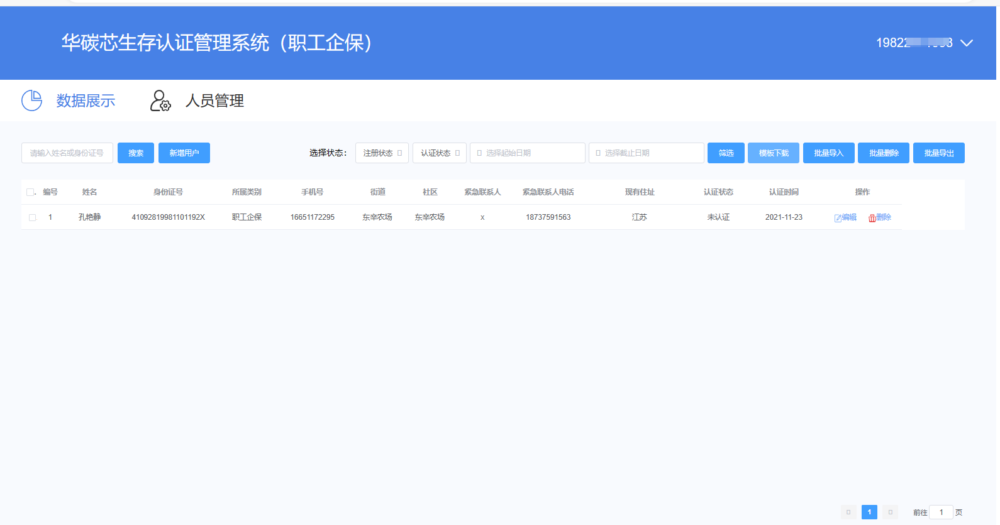 华碳芯生存认证管理系统（职工企保）
数据展示 人员管理
请输入姓名或身份证号 搜索 新增用户 选择状态： 注册状态 认证状态 选择起始日期 选择截止日期 筛选 模板下载 批量导入 批量删除 批量导出
编号 姓名 身份证号 所属类别 手机号 街道 社区 紧急联系人 紧急联系人电话 现有住址 认证状态 认证时间 操作
1 孔艳静 41092819981101192X 职工企保 16651172295 东辛农场 东辛农场 x 18737591563 江苏 未认证 2021-11-23 编辑 删除
1 前往 1 页